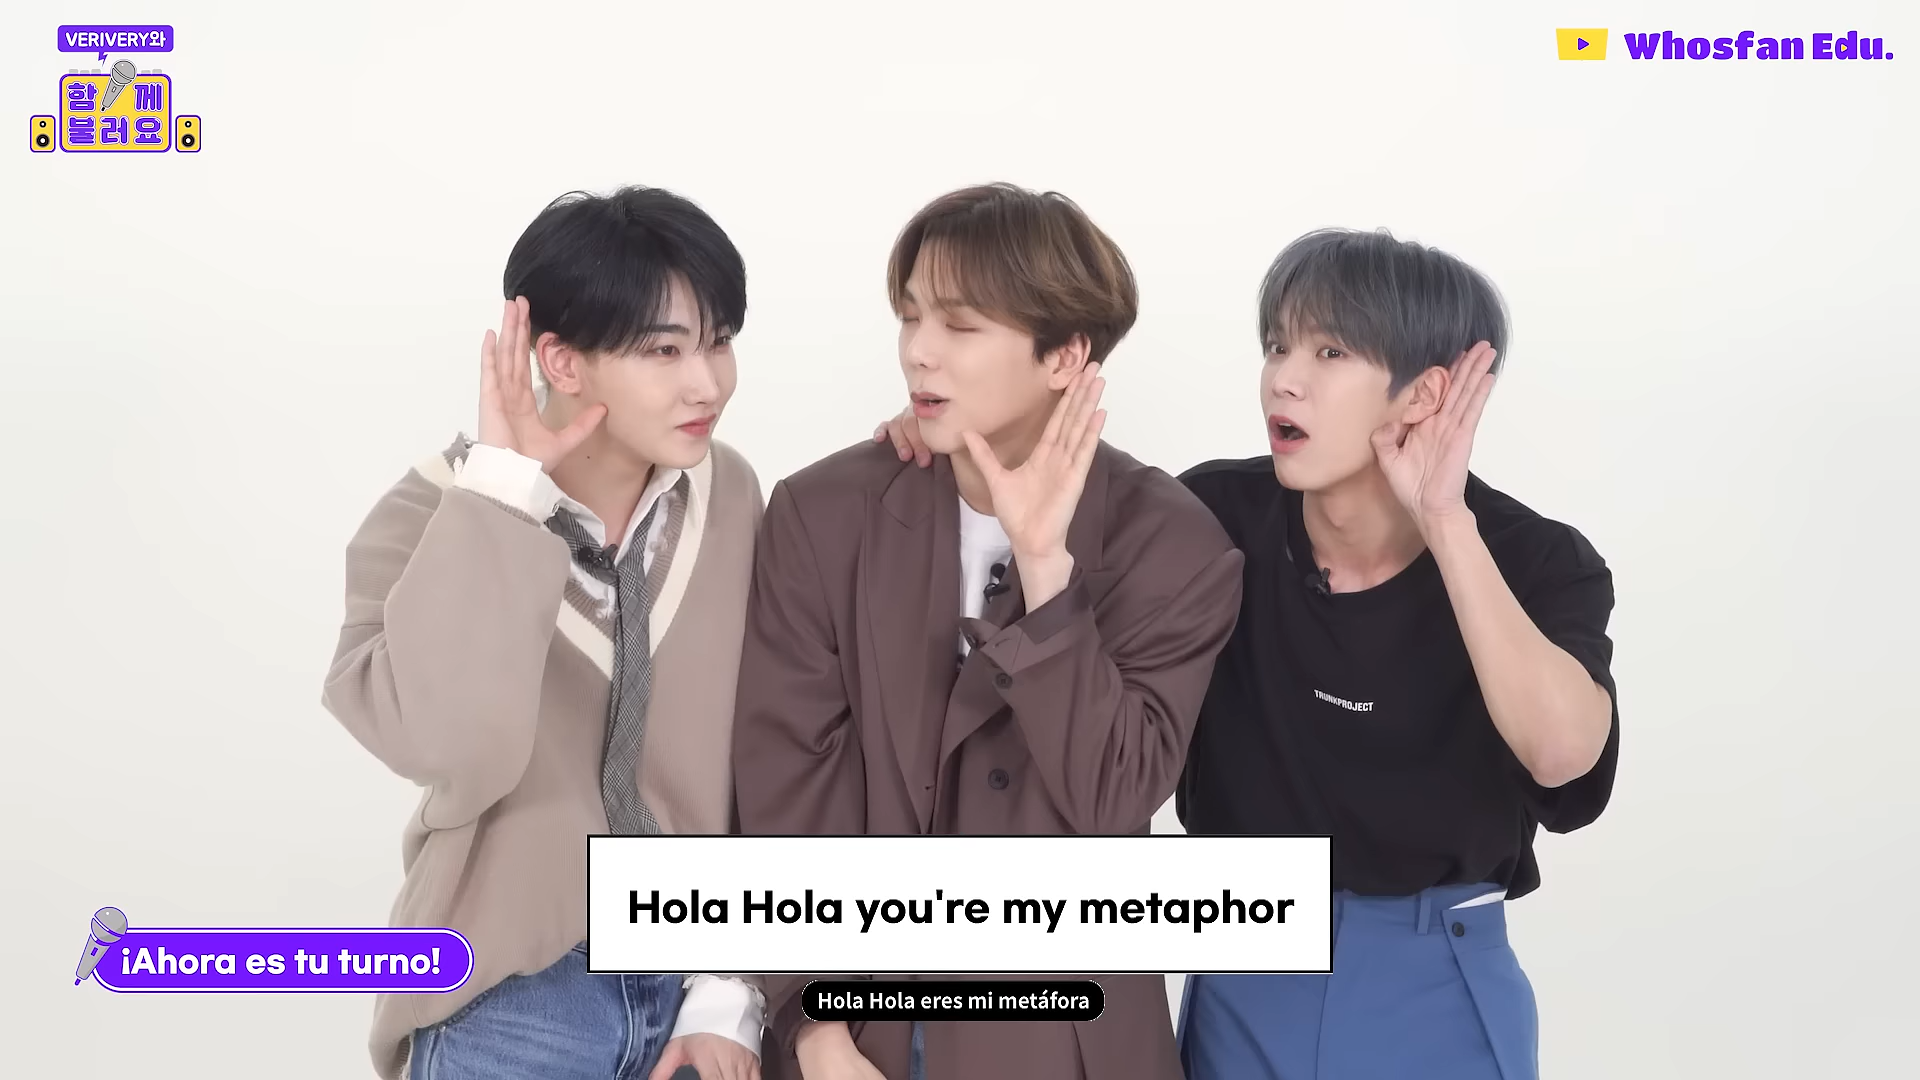 VERIVERY와
함께
불러요
Whosfan Edu.
TRUNKPROJECT
Hola Hola you're my metaphor
¡Ahora es tu turno!
Hola Hola eres mi metáfora